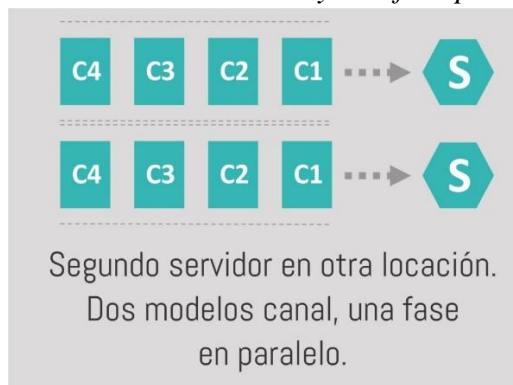 C4 C3 C2 C1 S
C4 C3 C2 C1 S
Segundo servidor en otra locación.
Dos modelos canal, una fase
en paralelo.